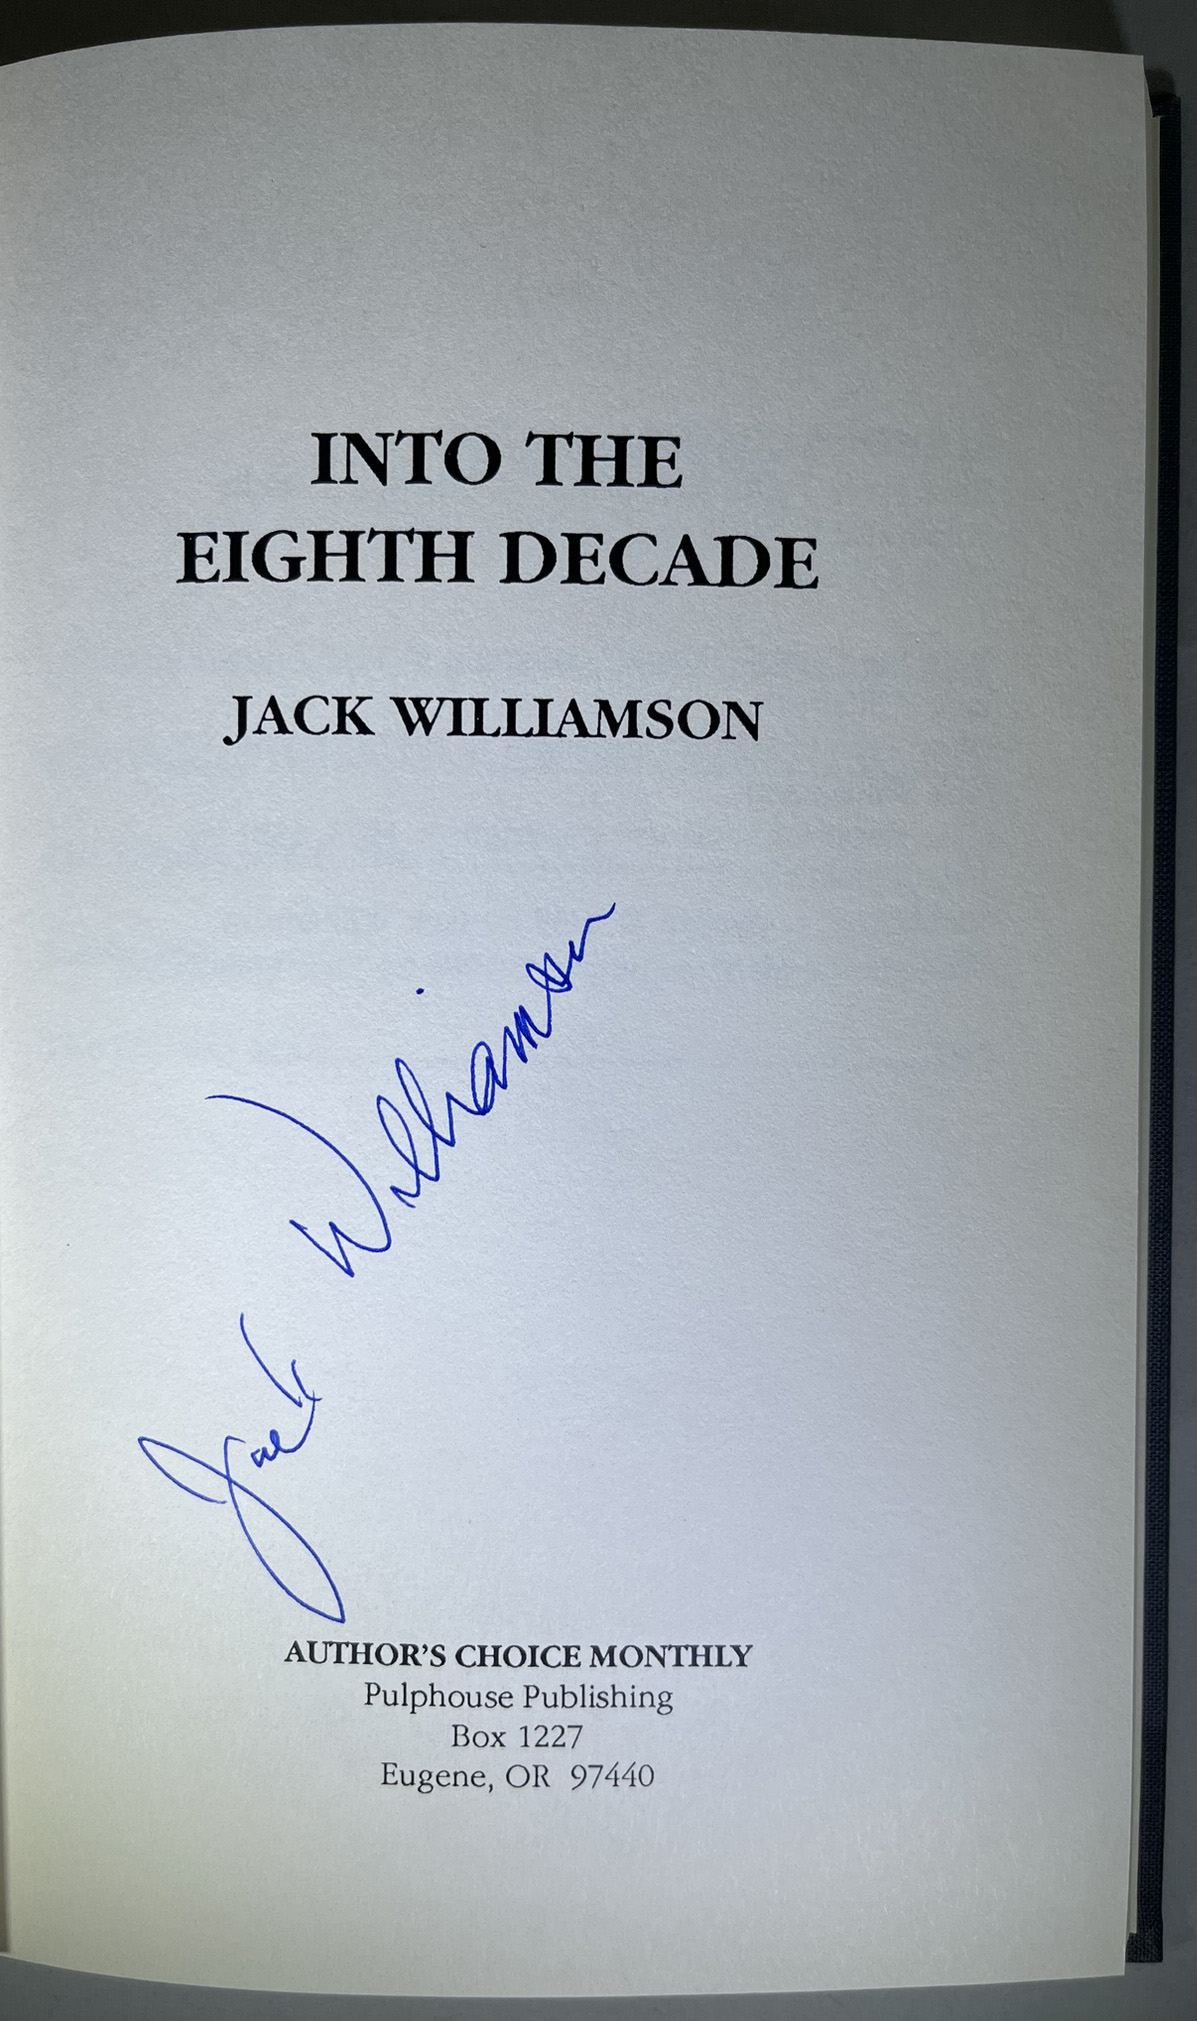 INTO THE
EIGHTH DECADE
JACK WILLIAMSON
Jack Williamson
AUTHOR'S CHOICE MONTHLY
Pulphouse Publishing
Box 1227
Eugene, OR 97440